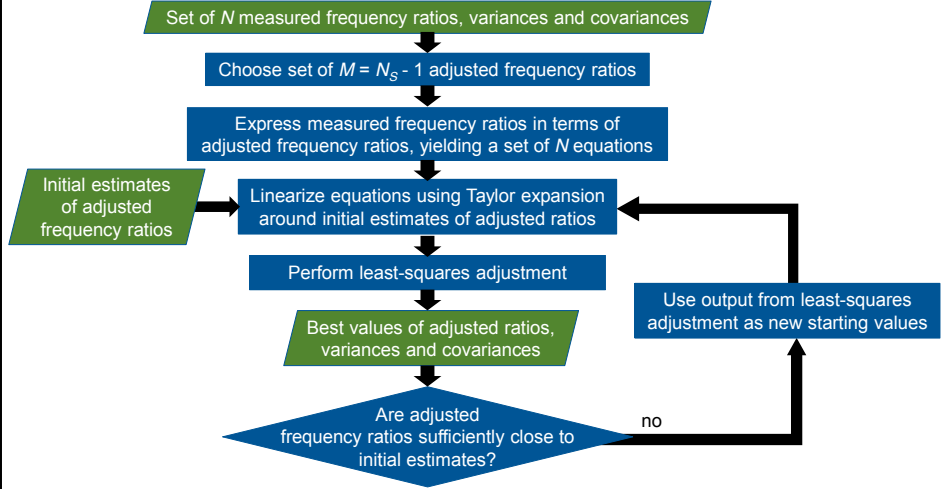 Set of N measured frequency ratios, variances and covariances
Choose set of M = N_S - 1 adjusted frequency ratios
Express measured frequency ratios in terms of
adjusted frequency ratios, yielding a set of N equations
Initial estimates
of adjusted
frequency ratios
Linearize equations using Taylor expansion
around initial estimates of adjusted ratios
Perform least-squares adjustment
Use output from least-squares
adjustment as new starting values
Best values of adjusted ratios,
variances and covariances
Are adjusted
frequency ratios sufficiently close to
initial estimates?
no